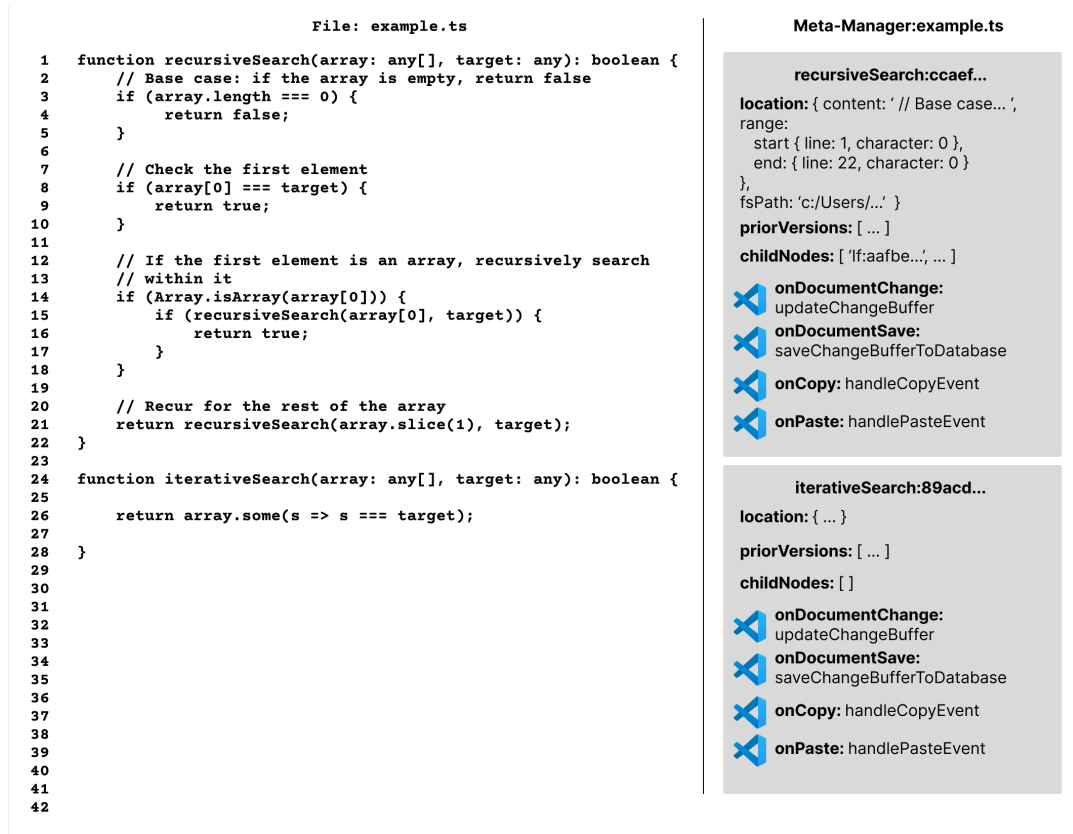 File: example.ts
1 function recursiveSearch(array: any[], target: any): boolean {
2 // Base case: if the array is empty, return false
3 if (array.length === 0) {
4 return false;
5 }
6
7 // Check the first element
8 if (array[0] === target) {
9 return true;
10 }
11
12 // If the first element is an array, recursively search
13 // within it
14 if (Array.isArray(array[0])) {
15 if (recursiveSearch(array[0], target)) {
16 return true;
17 }
18 }
19
20 // Recur for the rest of the array
21 return recursiveSearch(array.slice(1), target);
22 }
23
24 function iterativeSearch(array: any[], target: any): boolean {
25
26 return array.some(s => s === target);
27
28 }
29
30
31
32
33
34
35
36
37
38
39
40
41
42
Meta-Manager:example.ts
recursiveSearch:ccaef...
location: { content: ‘ // Base case... ‘,
range:
start { line: 1, character: 0 },
end: { line: 22, character: 0 }
},
fsPath: ‘c:/Users/...’ }
priorVersions: [ ... ]
childNodes: [ ‘If:aafbe...’, ... ]
onDocumentChange:
updateChangeBuffer
onDocumentSave:
saveChangeBufferToDatabase
onCopy: handleCopyEvent
onPaste: handlePasteEvent
iterativeSearch:89acd...
location: { ... }
priorVersions: [ ... ]
childNodes: [ ]
onDocumentChange:
updateChangeBuffer
onDocumentSave:
saveChangeBufferToDatabase
onCopy: handleCopyEvent
onPaste: handlePasteEvent